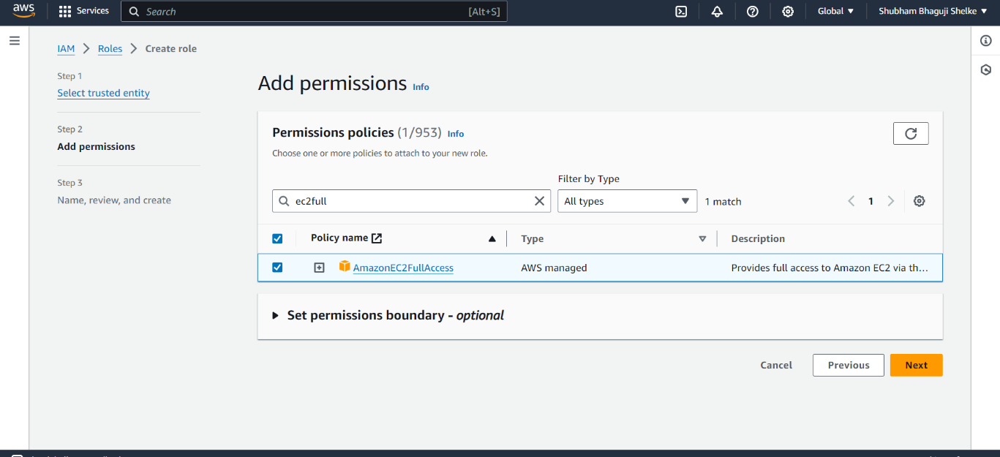 aws Services Search [Alt+S] Global Shubham Bhaguji Shelke
IAM Roles Create role
Step 1
Select trusted entity
Step 2
Add permissions
Step 3
Name, review, and create
Add permissions Info
Permissions policies (1/953) Info
Choose one or more policies to attach to your new role.
Filter by Type
ec2full All types 1 match 1
Policy name Type Description
AmazonEC2FullAccess AWS managed Provides full access to Amazon EC2 via th...
Set permissions boundary - optional
Cancel Previous Next